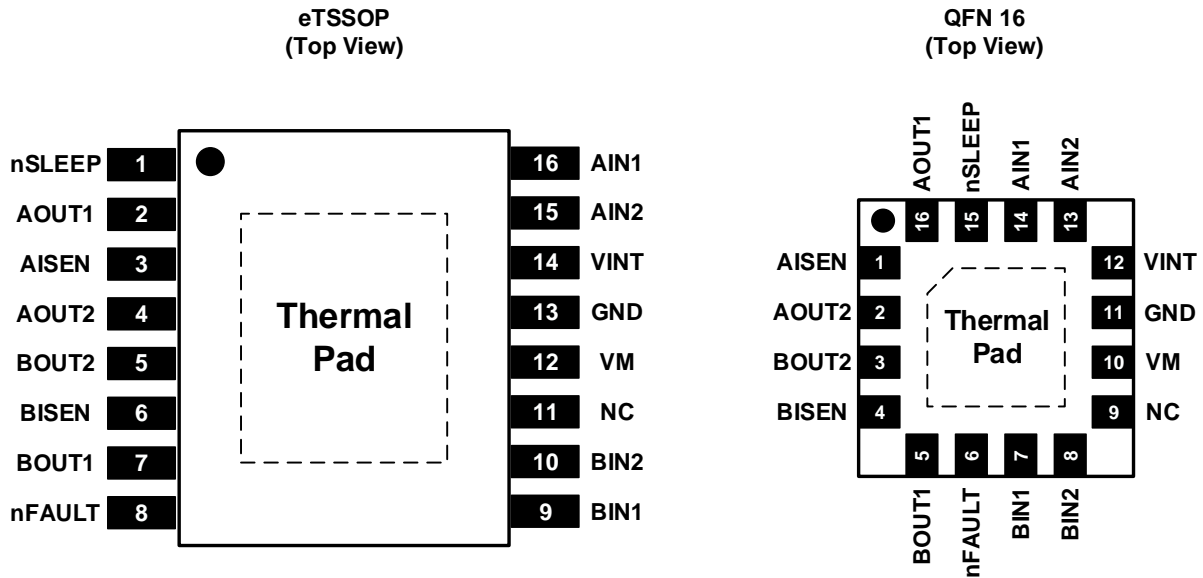 eTSSOP
(Top View)
nSLEEP 1
AOUT1 2
AISEN 3
AOUT2 4
BOUT2 5
BISEN 6
BOUT1 7
nFAULT 8
Thermal
Pad
16 AIN1
15 AIN2
14 VINT
13 GND
12 VM
11 NC
10 BIN2
9 BIN1
QFN 16
(Top View)
AOUT1 nSLEEP AIN1 AIN2
16 15 14 13
AISEN 1
AOUT2 2
BOUT2 3
BISEN 4
Thermal
Pad
12 VINT
11 GND
10 VM
9 NC
5 6 7 8
BOUT1 nFAULT BIN1 BIN2